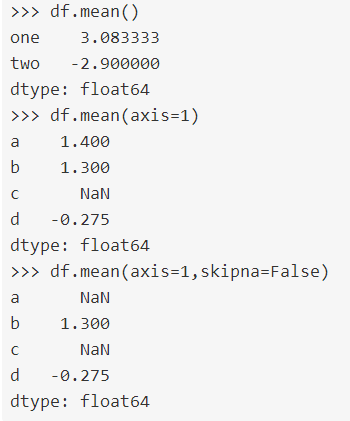 >>> df.mean()
one    3.083333
two   -2.900000
dtype: float64
>>> df.mean(axis=1)
a    1.400
b    1.300
c      NaN
d   -0.275
dtype: float64
>>> df.mean(axis=1,skipna=False)
a      NaN
b    1.300
c      NaN
d   -0.275
dtype: float64